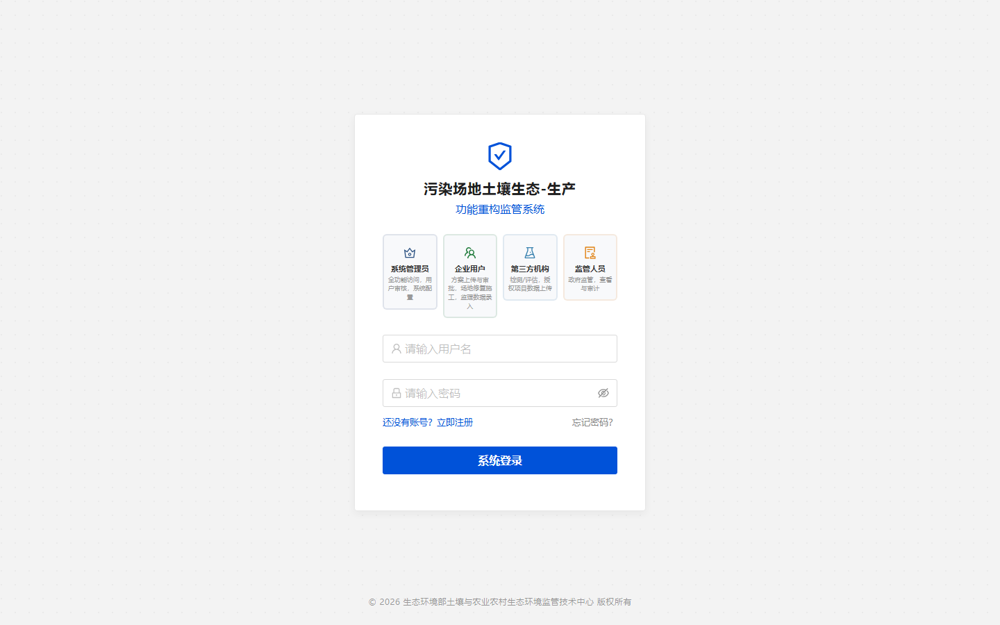 污染场地土壤生态-生产
功能重构监管系统
系统管理员
全功能访问，用
户审核，系统配
置
企业用户
方案上传与审
批，场地修复施
工，监理数据录
入
第三方机构
检测/评估，授
权项目数据上传
监管人员
政府监管，查看
与审计
请输入用户名
请输入密码
还没有账号？立即注册
忘记密码？
系统登录
© 2026 生态环境部土壤与农业农村生态环境监管技术中心 版权所有